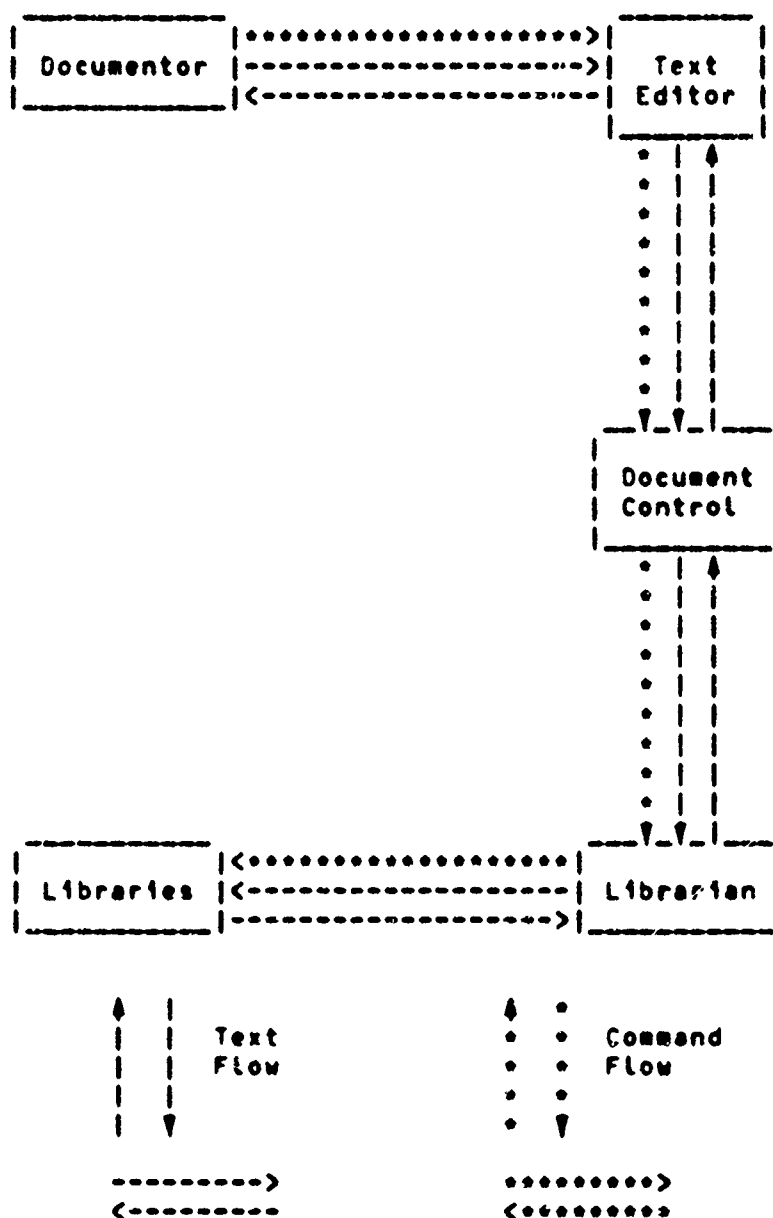 Documentor
Text
Editor
Document
Control
Libraries
Librarian
Text
Flow
Command
Flow